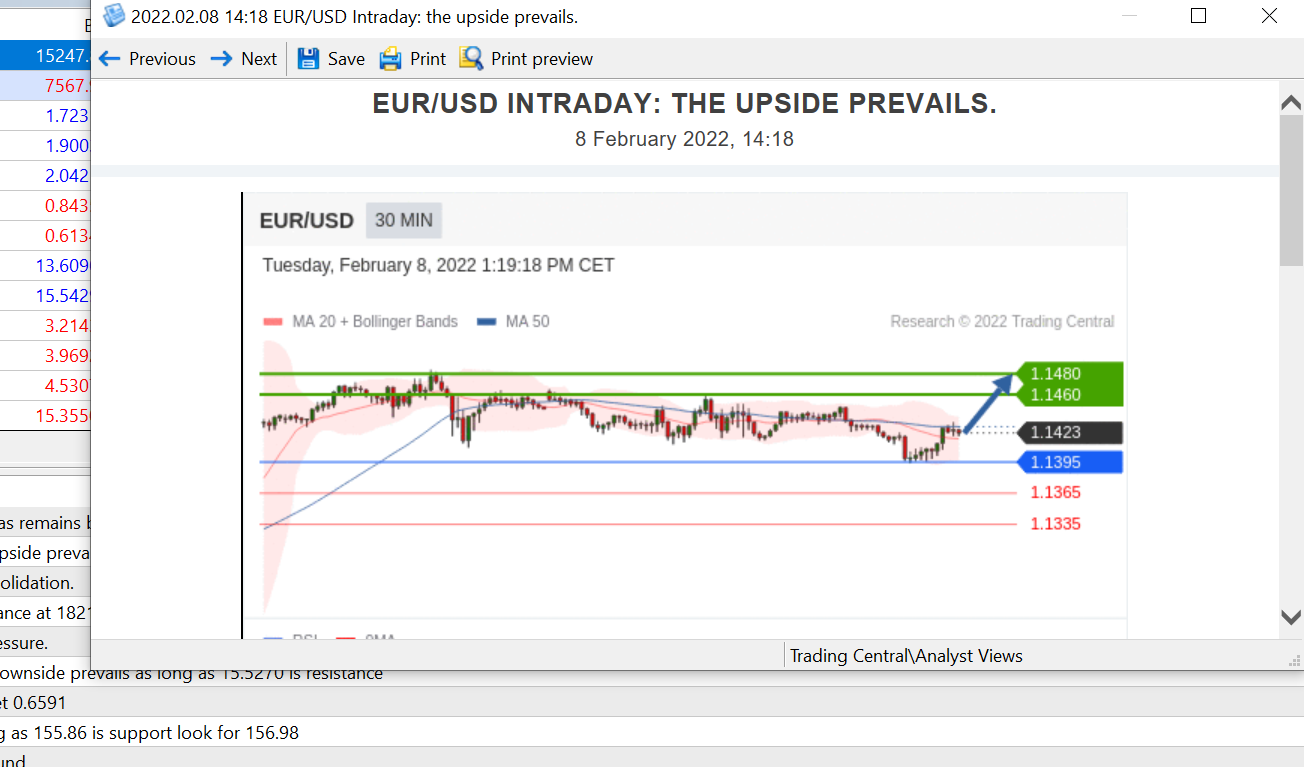 2022.02.08 14:18 EUR/USD Intraday: the upside prevails.
Previous Next Save Print Print preview
EUR/USD INTRADAY: THE UPSIDE PREVAILS.
8 February 2022, 14:18
EUR/USD 30 MIN
Tuesday, February 8, 2022 1:19:18 PM CET
MA 20 + Bollinger Bands MA 50 Research © 2022 Trading Central
1.1480
1.1460
1.1423
1.1395
1.1365
1.1335
Trading Central\Analyst Views
15247.
7567.
1.723
1.900
2.042
0.843
0.613
13.609
15.542
3.214
3.969
4.530
15.355
as remains b
pside preva
olidation.
ance at 1821
essure.
ownside prevails as long as 15.5270 is resistance
et 0.6591
g as 155.86 is support look for 156.98
und